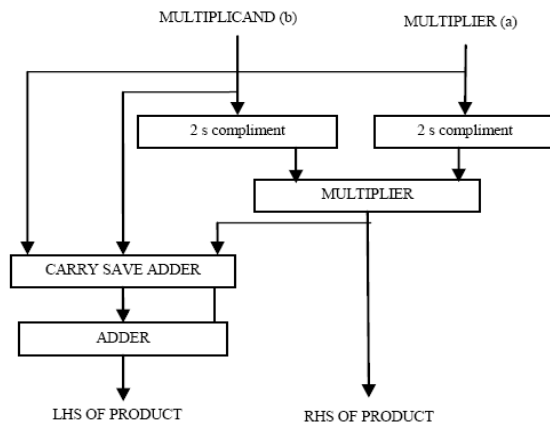 MULTIPLICAND (b)
MULTIPLIER (a)
2 s compliment
2 s compliment
MULTIPLIER
CARRY SAVE ADDER
ADDER
LHS OF PRODUCT
RHS OF PRODUCT